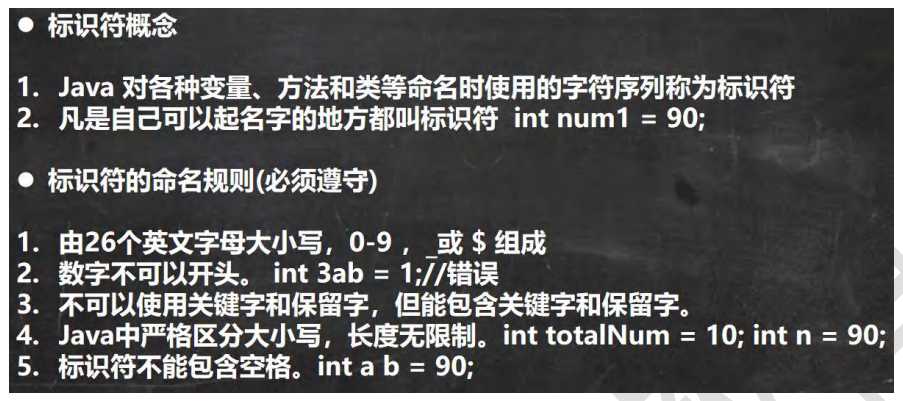 ● 标识符概念
1. Java 对各种变量、方法和类等命名时使用的字符序列称为标识符
2. 凡是自己可以起名字的地方都叫标识符 int num1 = 90;
● 标识符的命名规则(必须遵守)
1. 由26个英文字母大小写，0-9 ，_或 $ 组成
2. 数字不可以开头。 int 3ab = 1;//错误
3. 不可以使用关键字和保留字，但能包含关键字和保留字。
4. Java中严格区分大小写，长度无限制。int totalNum = 10; int n = 90;
5. 标识符不能包含空格。int a b = 90;